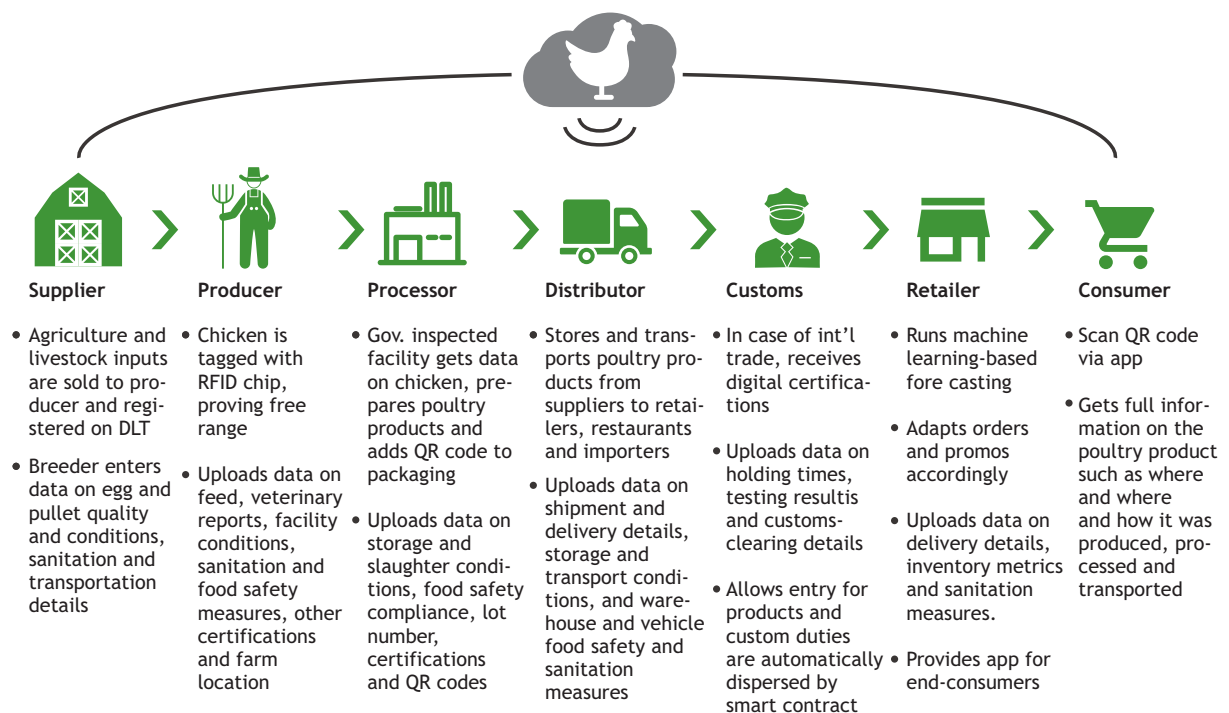 Supplier
Agriculture and
livestock inputs
are sold to pro-
ducer and regi-
stered on DLT
Breeder enters
data on egg and
pullet quality
and conditions,
sanitation and
transportation
details
Producer
Chicken is
tagged with
RFID chip,
proving free
range
Uploads data on
feed, veterinary
reports, facility
conditions,
sanitation and
food safety
measures, other
certifications
and farm
location
Processor
Gov. inspected
facility gets data
on chicken, pre-
pares poultry
products and
adds QR code to
packaging
Uploads data on
storage and
slaughter condi-
tions, food safety
compliance, lot
number,
certifications
and QR codes
Distributor
Stores and trans-
ports poultry pro-
ducts from
suppliers to retai-
lers, restaurants
and importers
Uploads data on
shipment and
delivery details,
storage and
transport condi-
tions, and ware-
house and vehicle
food safety and
sanitation
measures
Customs
In case of int'l
trade, receives
digital certifica-
tions
Uploads data on
holding times,
testing resultis
and customs-
clearing details
Allows entry for
products and
custom duties
are automatically
dispersed by
smart contract
Retailer
Runs machine
learning-based
fore casting
Adapts orders
and promos
accordingly
Uploads data on
delivery details,
inventory metrics
and sanitation
measures.
Provides app for
end-consumers
Consumer
Scan QR code
via app
Gets full infor-
mation on the
poultry product
such as where
and where
and how it was
produced, pro-
cessed and
transported